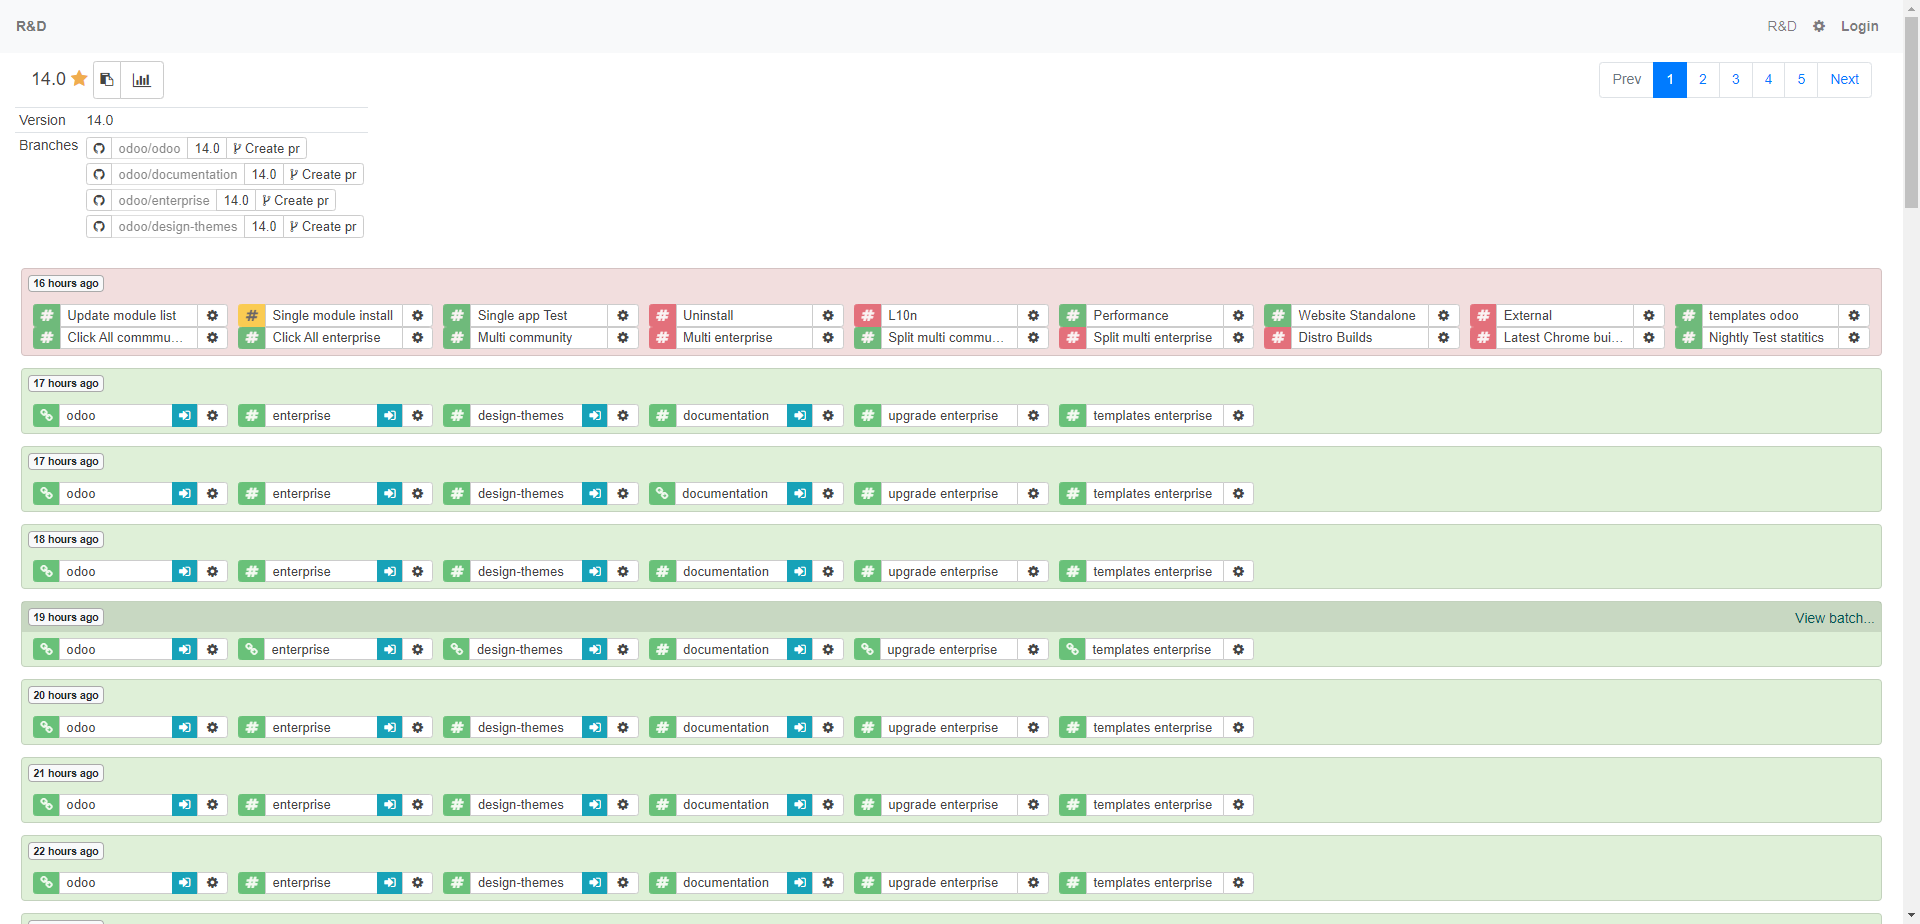 R&D R&D Login
14.0 Prev 1 2 3 4 5 Next
Version 14.0
Branches odoo/odoo 14.0 Create pr
odoo/documentation 14.0 Create pr
odoo/enterprise 14.0 Create pr
odoo/design-themes 14.0 Create pr
16 hours ago
# Update module list # Single module install # Single app Test # Uninstall # L10n # Performance # Website Standalone # External # templates odoo
# Click All commmu... # Click All enterprise # Multi community # Multi enterprise # Split multi commu... # Split multi enterprise # Distro Builds # Latest Chrome bui... # Nightly Test statitics
17 hours ago
odoo # enterprise # design-themes # documentation # upgrade enterprise # templates enterprise
17 hours ago
odoo # enterprise # design-themes documentation # upgrade enterprise # templates enterprise
18 hours ago
odoo # enterprise # design-themes # documentation # upgrade enterprise # templates enterprise
19 hours ago View batch...
odoo enterprise design-themes # documentation upgrade enterprise templates enterprise
20 hours ago
odoo # enterprise # design-themes # documentation # upgrade enterprise # templates enterprise
21 hours ago
odoo # enterprise # design-themes # documentation # upgrade enterprise # templates enterprise
22 hours ago
odoo # enterprise # design-themes # documentation # upgrade enterprise # templates enterprise